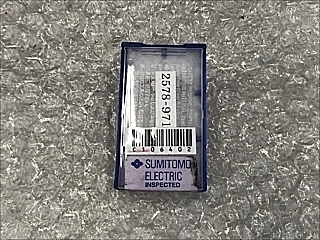 2578-971
C106402
SUMITOMO
ELECTRIC
INSPECTED